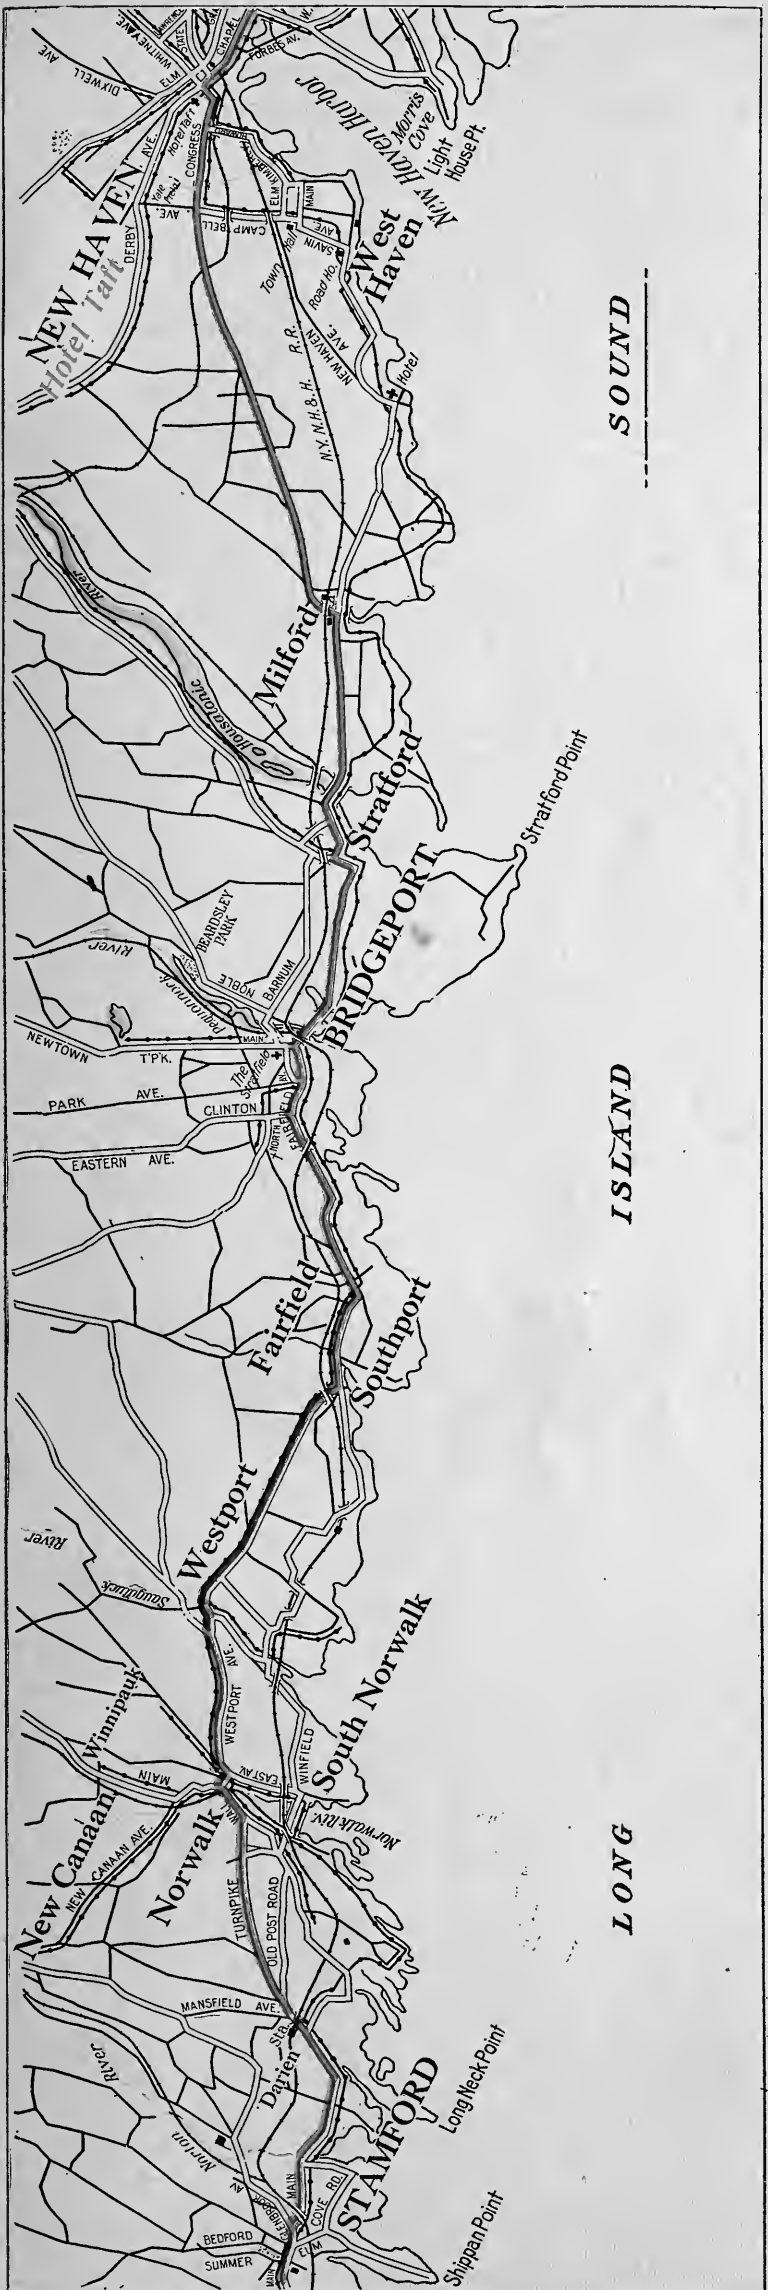 WHITNEY AVE.
STATE
CHAPEL
FORBES AV.
DIXWELL
AVE
ELM
New Haven Harbor
Morris
Cove
Light
House Pt.
NEW HAVEN
Hotel Taft
Hotel Taft
CONGRESS
AVE.
DERBY
AVE.
Yale
HOWARD
KIMBERLY
ELM
MAIN
CAMPBELL
SAVIN
AVE.
Town Hall
Road Ho.
West
Haven
NEW HAVEN
AVE.
Hotel
N.Y. N.H. & H. R.R.
Milford
Housatonic
River
Stratford
Stratford Point
BRIDGEPORT
BEARDSLEY
PARK
River
Pequonnock
NOBLE
BARNUM
MAIN
NEWTOWN T'P'K.
The
Stratfield
PARK AVE.
CLINTON
NORTH
FAIRFIELD
AV.
EASTERN AVE.
Fairfield
Southport
Westport
Saugatuck
River
WESTPORT AVE.
Winnipauk
MAIN
EAST AV.
WINFIELD
South Norwalk
Norwalk Riv.
New Canaan
NEW CANAAN AVE.
Norwalk
WALL
TURNPIKE
OLD POST ROAD
MANSFIELD AVE.
Darien
Sta.
River
Noroton
Long Neck Point
STAMFORD
MAIN
COVE RD.
GLENBROOK
AV
BEDFORD
SUMMER
ELM
MAIN
Shippan Point
LONG
ISLAND
SOUND